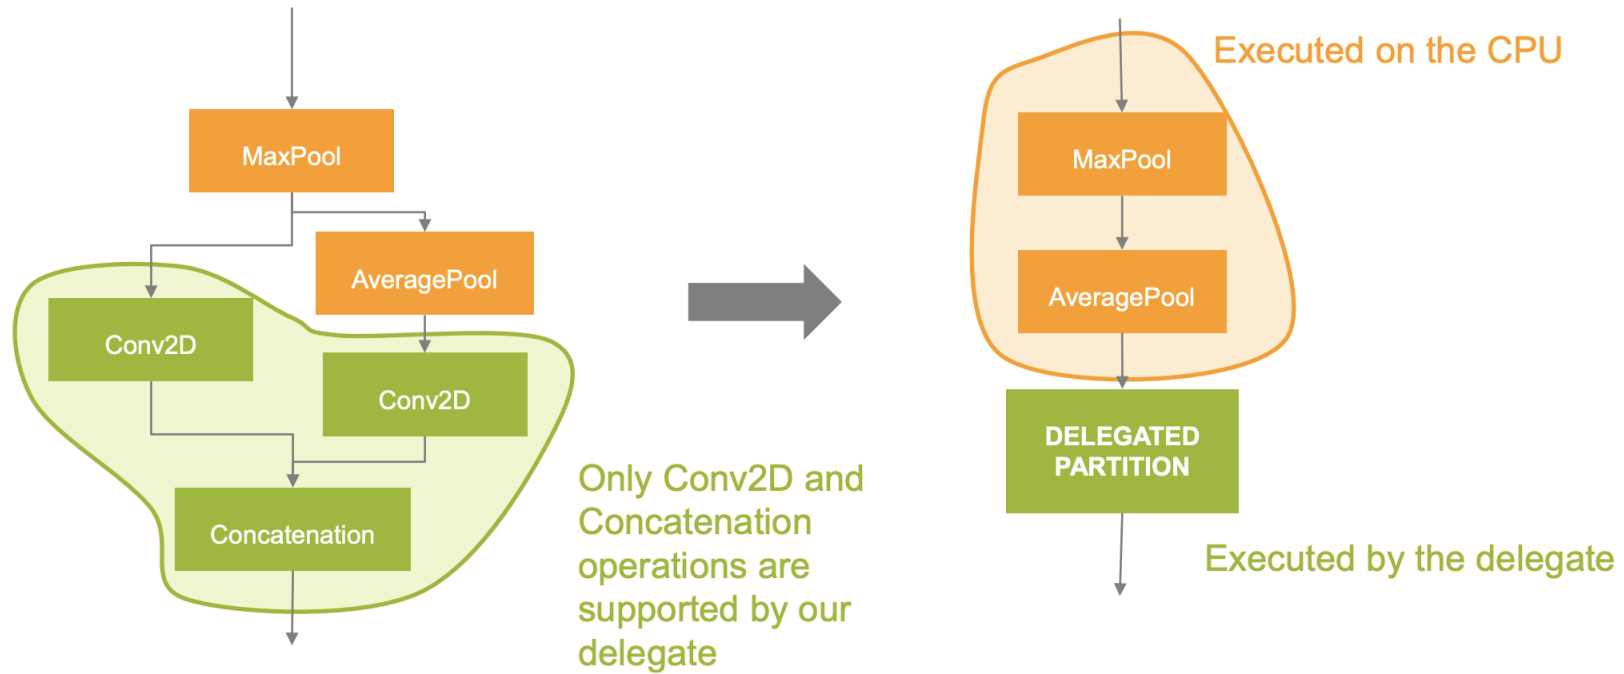 MaxPool
AveragePool
Conv2D
Conv2D
Concatenation
Only Conv2D and
Concatenation
operations are
supported by our
delegate
Executed on the CPU
MaxPool
AveragePool
DELEGATED
PARTITION
Executed by the delegate